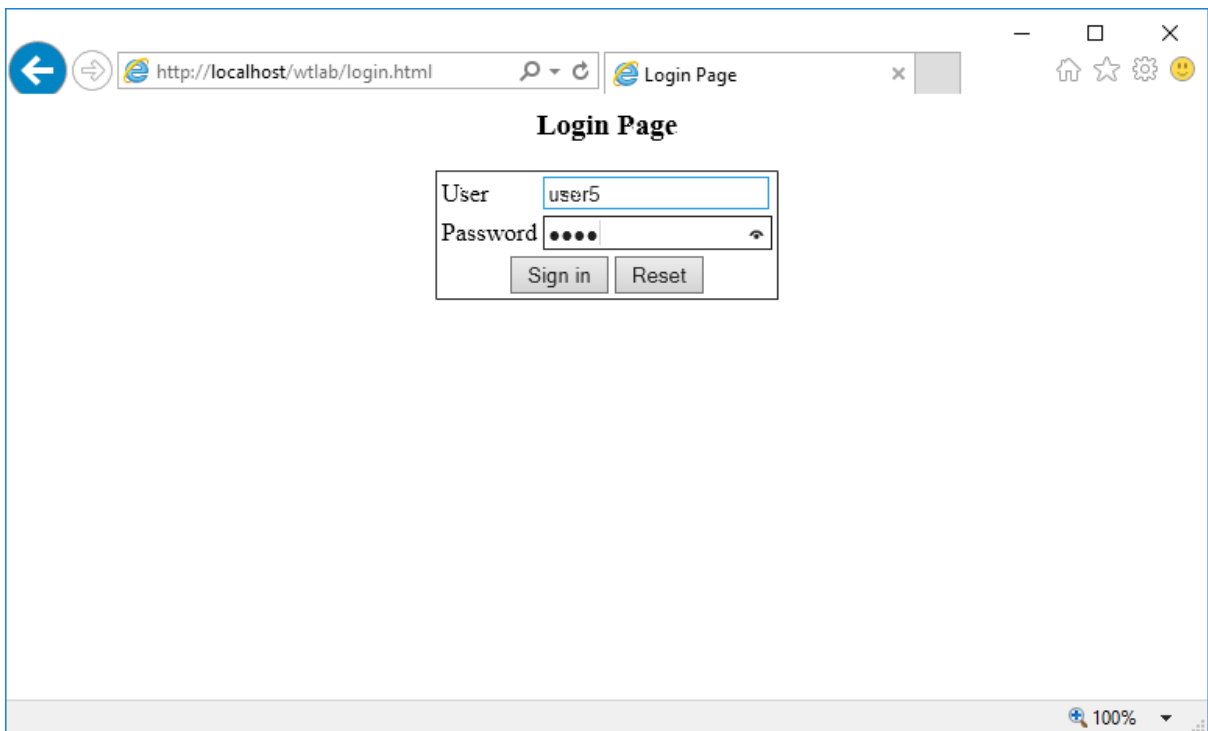 http://localhost/wtlab/login.html Login Page
Login Page
User user5
Password ••••
Sign in Reset
100%